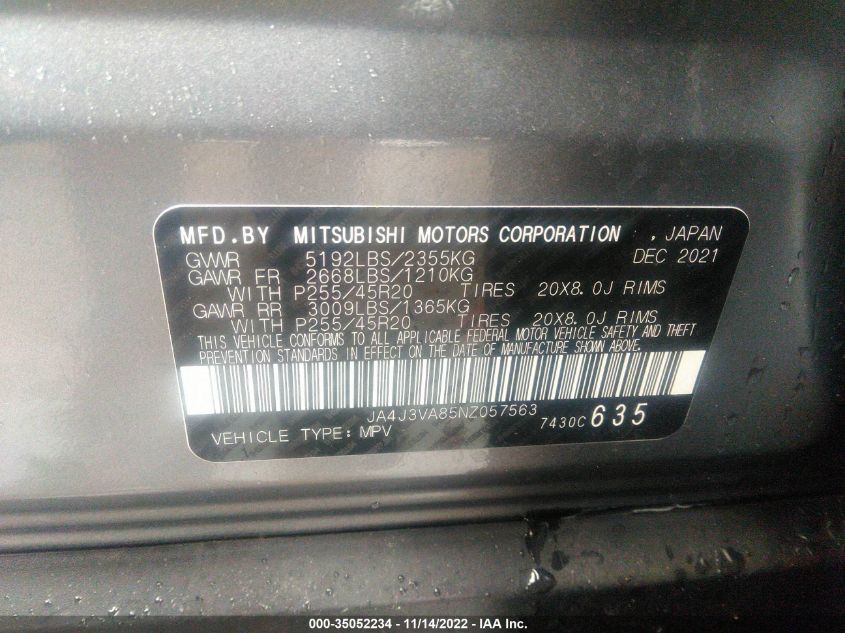 MFD.BY MITSUBISHI MOTORS CORPORATION , JAPAN
GVWR 5192LBS/2355KG DEC 2021
GAWR FR 2668LBS/1210KG
WITH P255/45R20 TIRES 20X8.0J RIMS
GAWR RR 3009LBS/1365KG
WITH P255/45R20 TIRES 20X8.0J RIMS
THIS VEHICLE CONFORMS TO ALL APPLICABLE FEDERAL MOTOR VEHICLE SAFETY AND THEFT
PREVENTION STANDARDS IN EFFECT ON THE DATE OF MANUFACTURE SHOWN ABOVE.
JA4J3VA85NZ057563
VEHICLE TYPE: MPV 7430C 635
000-35052234 - 11/14/2022 - IAA Inc.